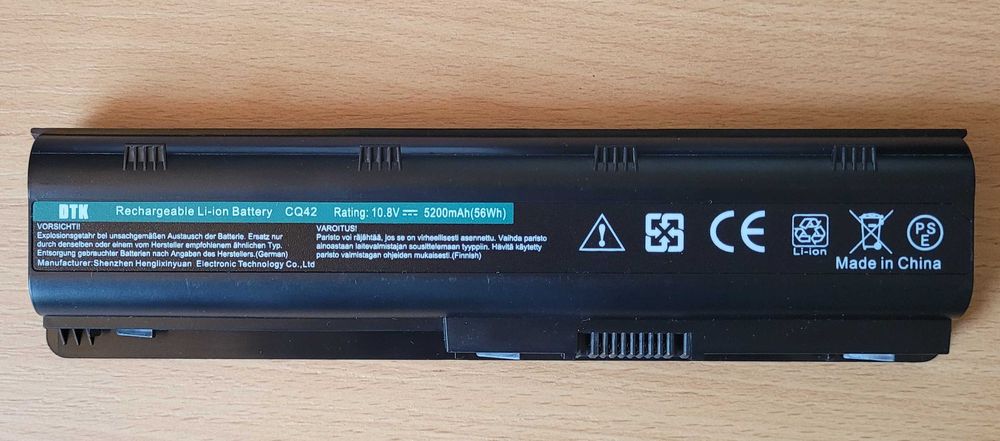 DTK Rechargeable Li-ion Battery CQ42 Rating: 10.8V 5200mAh(56Wh)
VORSICHT!!
Explosionsgetahr bei unsachgemäßem Austausch der Batterie. Ersatz nur
durch denselben oder einem vom Hersteller empfohlenem ähnlichen Typ.
Entsorgung gebrauchter Batterien nach Angaben des Herstellers.(German)
Manufacturer:Shenzhen Henglixinyuan Electronic Technology Co.,Ltd
VAROITUS!
Paristo voi räjähtää, jos se on virheellisesti asennettu. Vaihda paristo
ainoastaan laitevalmistajan sousittelemaan tyyppiin. Hävitä käytetty
paristo valmistagan ohjeiden mukaisesti.(Finnish)
CE
Li-ion
PSE
Made in China